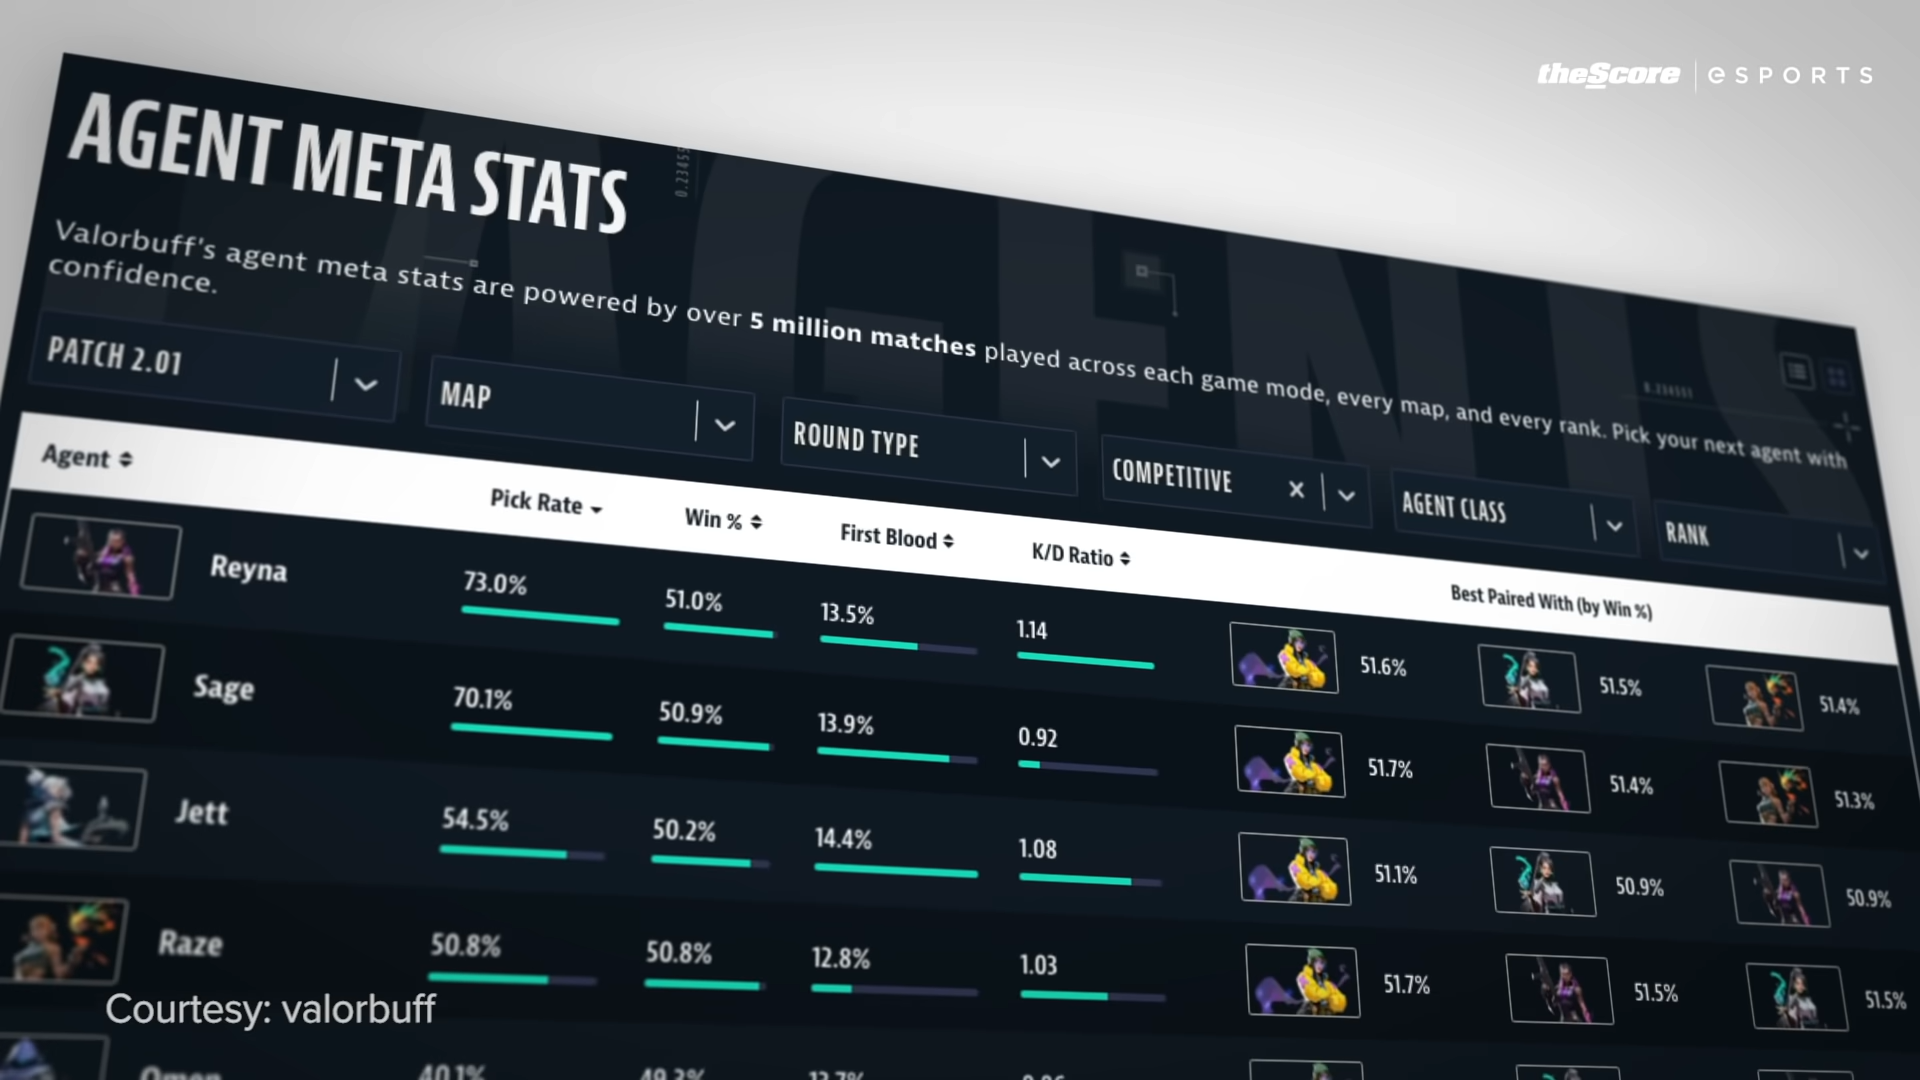 theScore | eSPORTS
AGENT META STATS
Valorbuff's agent meta stats are powered by over 5 million matches played across each game mode, every map, and every rank. Pick your next agent with
confidence.
PATCH 2.01 MAP ROUND TYPE COMPETITIVE X AGENT CLASS RANK
Agent Pick Rate Win % First Blood K/D Ratio Best Paired With (by Win %)
Reyna 73.0% 51.0% 13.5% 1.14 51.6% 51.5% 51.4%
Sage 70.1% 50.9% 13.9% 0.92 51.7% 51.4% 51.3%
Jett 54.5% 50.2% 14.4% 1.08 51.1% 50.9% 50.9%
Raze 50.8% 50.8% 12.8% 1.03 51.7% 51.5% 51.5%
Omen 40.1% 49.3%
Courtesy: valorbuff